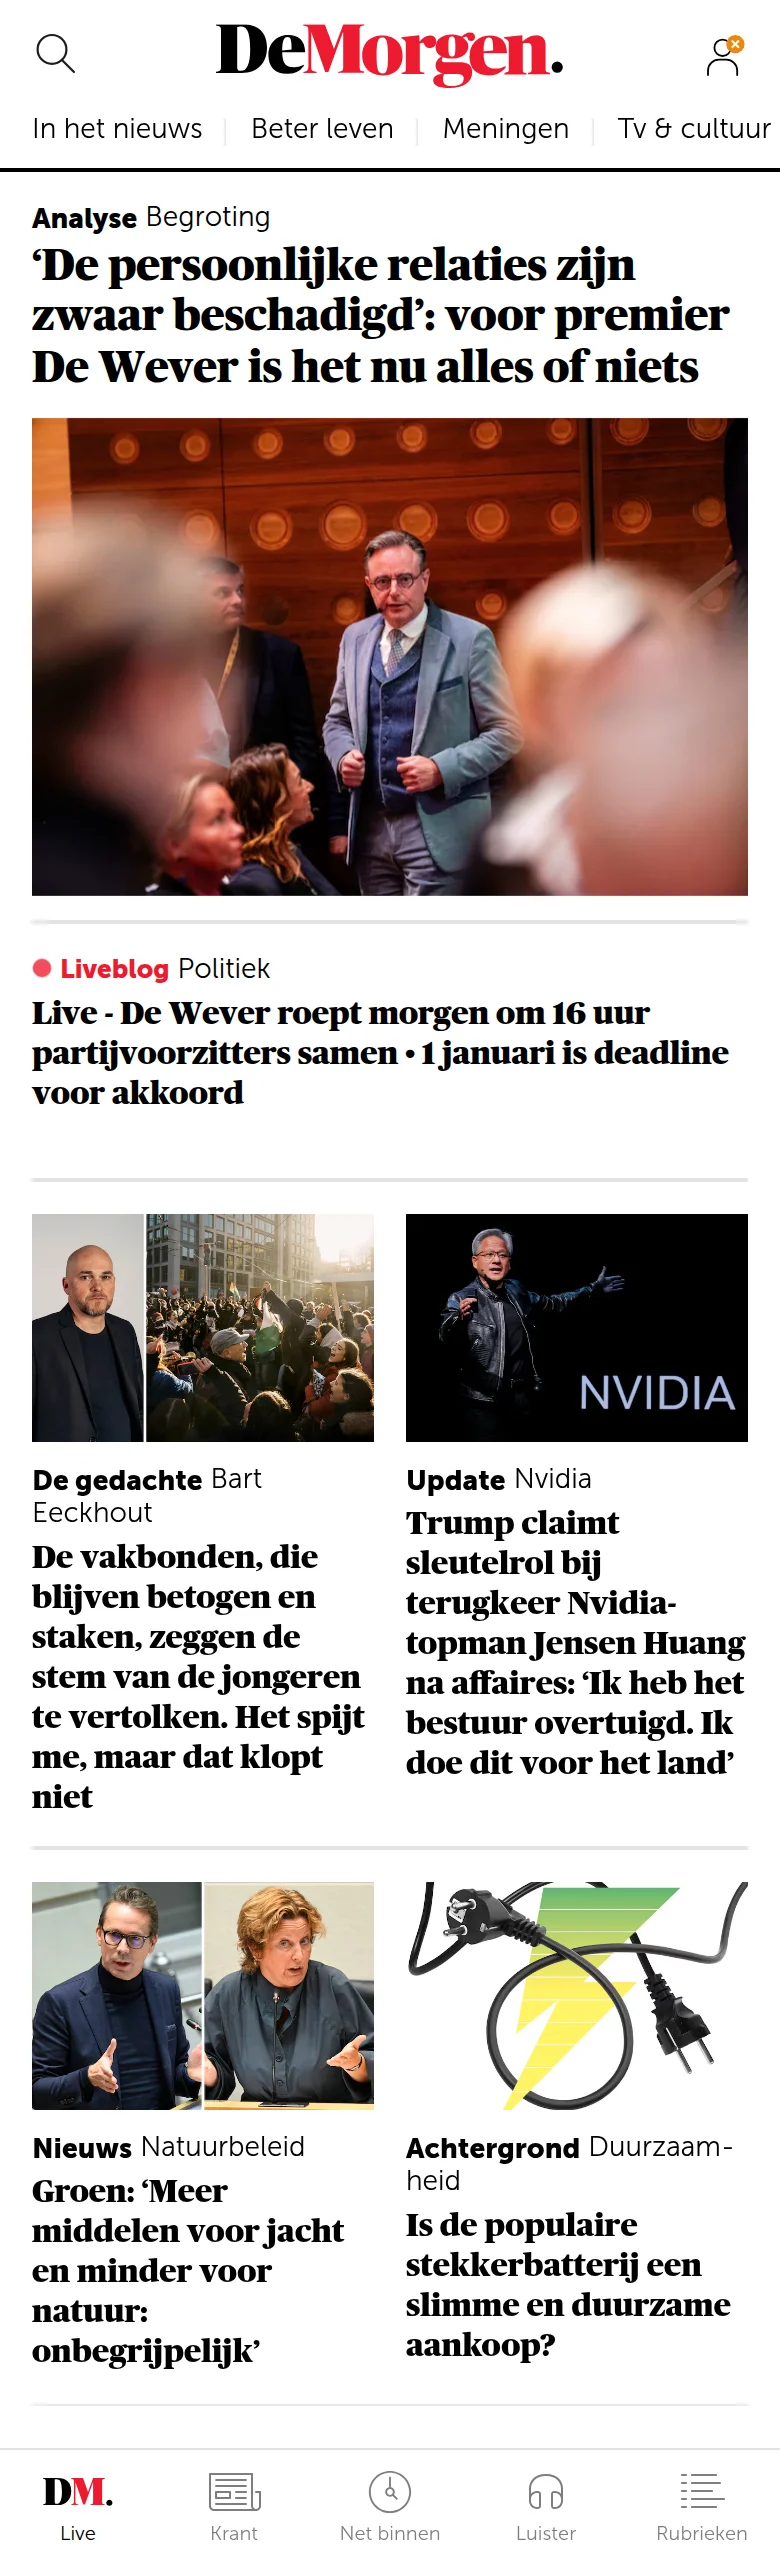 DeMorgen.
In het nieuws
Beter leven
Meningen
Tv & cultuur
Analyse Begroting
‘De persoonlijke relaties zijn
zwaar beschadigd’: voor premier
De Wever is het nu alles of niets
Liveblog Politiek
Live - De Wever roept morgen om 16 uur
partijvoorzitters samen • 1 januari is deadline
voor akkoord
NVIDIA
De gedachte Bart
Eeckhout
De vakbonden, die
blijven betogen en
staken, zeggen de
stem van de jongeren
te vertolken. Het spijt
me, maar dat klopt
niet
Update Nvidia
Trump claimt
sleutelrol bij
terugkeer Nvidia-
topman Jensen Huang
na affaires: ‘Ik heb het
bestuur overtuigd. Ik
doe dit voor het land’
Nieuws Natuurbeleid
Groen: ‘Meer
middelen voor jacht
en minder voor
natuur:
onbegrijpelijk’
Achtergrond Duurzaam-
heid
Is de populaire
stekkerbatterij een
slimme en duurzame
aankoop?
DM.
Live
Krant
Net binnen
Luister
Rubrieken